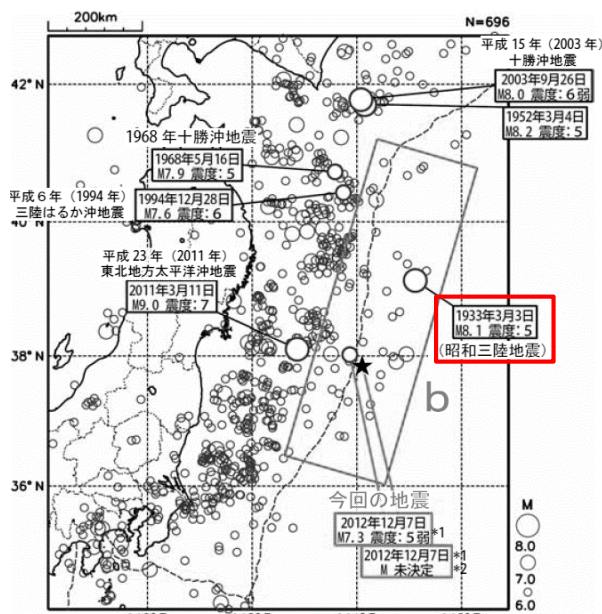 200km
N=696
平成 15 年（2003 年）
十勝沖地震
42°N
2003年9月26日
M8.0 震度：6 弱
1952年3月4日
M8.2 震度：5
1968 年十勝沖地震
1968年5月16日
M7.9 震度：5
平成 6 年（1994 年）
三陸はるか沖地震
1994年12月28日
M7.6 震度：6
40°N
平成 23 年（2011 年）
東北地方太平洋沖地震
2011年3月11日
M9.0 震度：7
1933年3月3日
M8.1 震度：5
（昭和三陸地震）
38°N
b
36°N
今回の地震
2012年12月7日
M7.3 震度：5 弱*1
2012年12月7日*1
M 未決定*2
M
8.0
7.0
6.0